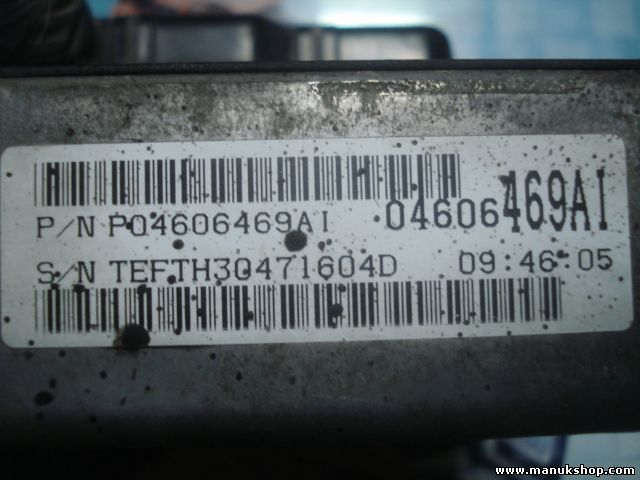 P/N P04606469AI 04606469AI
S/N TEFTH30471604D 09:46:05
www.manukshop.com